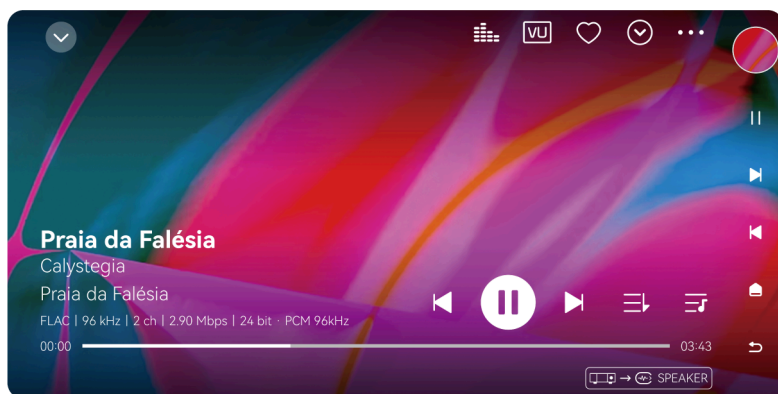 VU
Praia da Falésia
Calystegia
Praia da Falésia
FLAC | 96 kHz | 2 ch | 2.90 Mbps | 24 bit · PCM 96kHz
00:00 03:43
→ SPEAKER